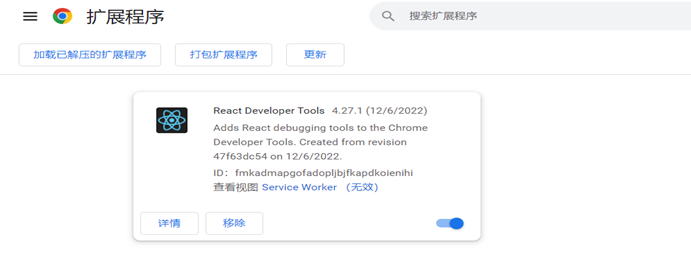 扩展程序
搜索扩展程序
加载已解压的扩展程序 打包扩展程序 更新
React Developer Tools 4.27.1 (12/6/2022)
Adds React debugging tools to the Chrome
Developer Tools. Created from revision
47f63dc54 on 12/6/2022.
ID：fmkadmapgofadopljbjfkapdkoienihi
查看视图 Service Worker （无效）
详情 移除